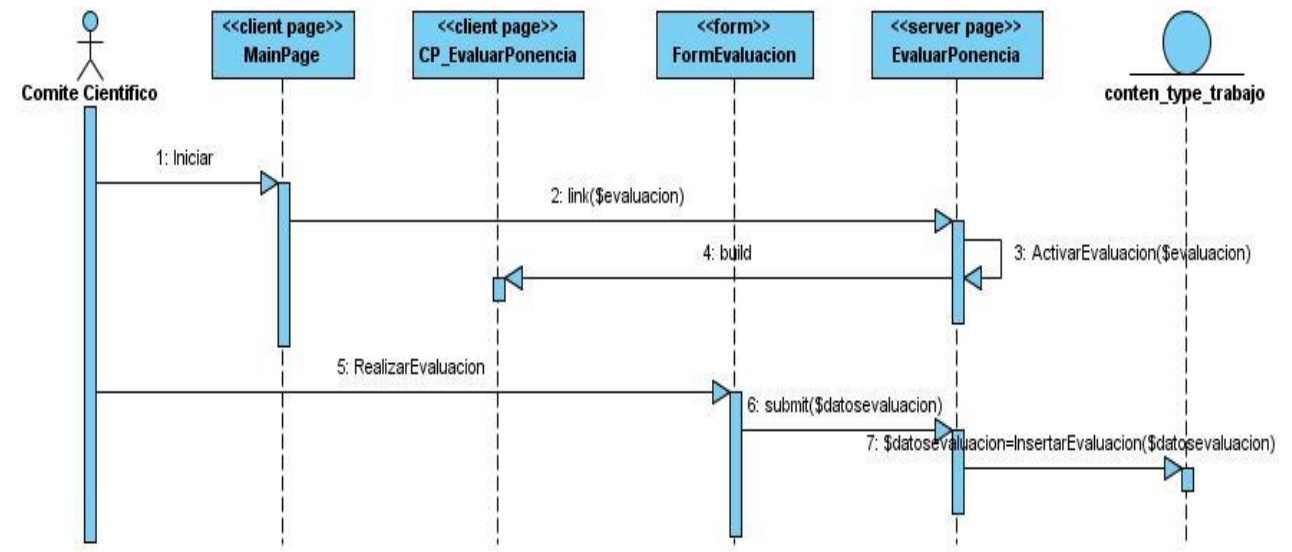 <<client page>>
MainPage
<<client page>>
CP_EvaluarPonencia
<<form>>
FormEvaluacion
<<server page>>
EvaluarPonencia
Comite Cientifico
conten_type_trabajo
1: Iniciar
2: link($evaluacion)
3: ActivarEvaluacion($evaluacion)
4: build
5: RealizarEvaluacion
6: submit($datosevaluacion)
7: $datosevaluacion=InsertarEvaluacion($datosevaluacion)